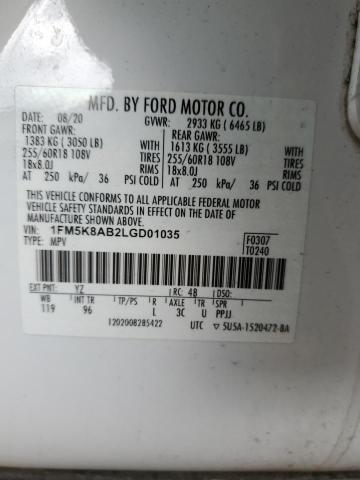 MFD. BY FORD MOTOR CO.
DATE: 08/20 GVWR: 2933 KG ( 6465 LB)
FRONT GAWR: REAR GAWR:
1383 KG ( 3050 LB) WITH 1613 KG ( 3555 LB) WITH
255/60R18 108V TIRES 255/60R18 108V TIRES
18x8.0J RIMS 18x8.0J RIMS
AT 250 kPa/ 36 PSI COLD AT 250 kPa/ 36 PSI COLD
THIS VEHICLE CONFORMS TO ALL APPLICABLE FEDERAL MOTOR
VEHICLE SAFETY AND BUMPER STANDARDS IN EFFECT ON THE DATE OF
MANUFACTURE SHOWN ABOVE.
VIN: 1FM5K8AB2LGD01035
TYPE: MPV
F0307
T0240
EXT PNT: YZ RC: 48 DSO:
WB INT TR TP/PS R AXLE TR SPR
119 96 L 3C U PPJJ
1202008285422 UTC 5U5A-1520472-BA